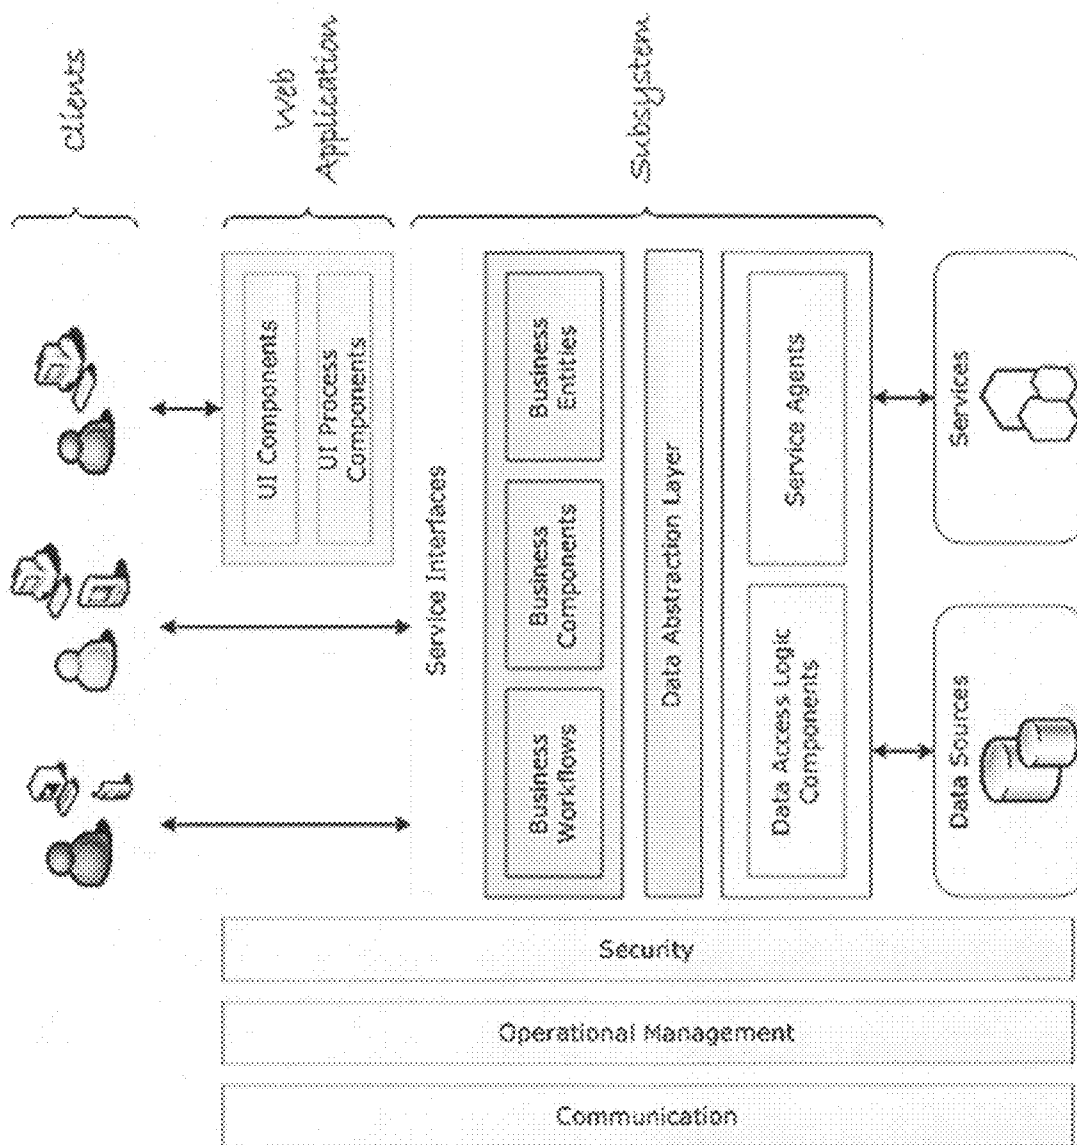 Clients
Web
Application
Subsystem
UI Components
UI Process
Components
Service Interfaces
Business
Workflows
Business
Components
Business
Entities
Data Abstraction Layer
Data Access Logic
Components
Service Agents
Data Sources
Services
Security
Operational Management
Communication